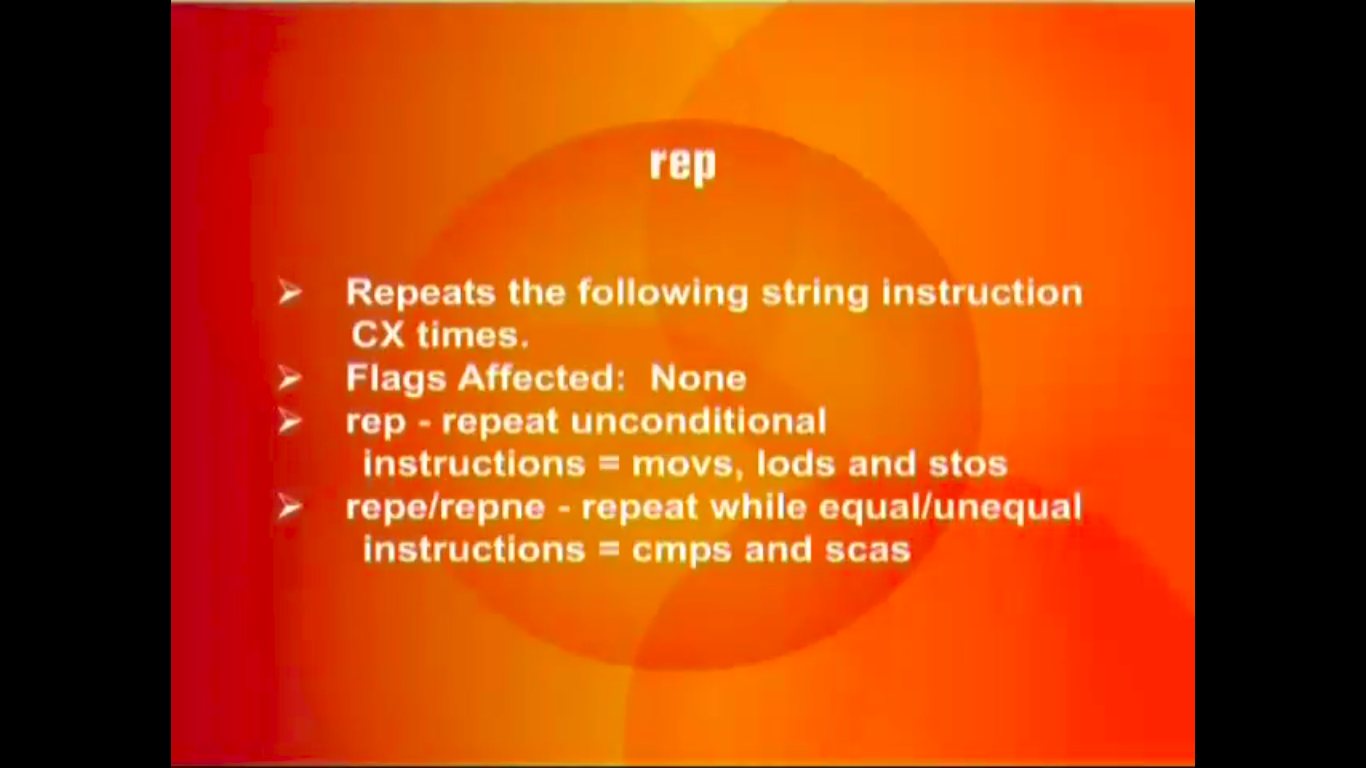 rep
➢ Repeats the following string instruction
CX times.
➢ Flags Affected: None
➢ rep - repeat unconditional
instructions = movs, lods and stos
➢ repe/repne - repeat while equal/unequal
instructions = cmps and scas